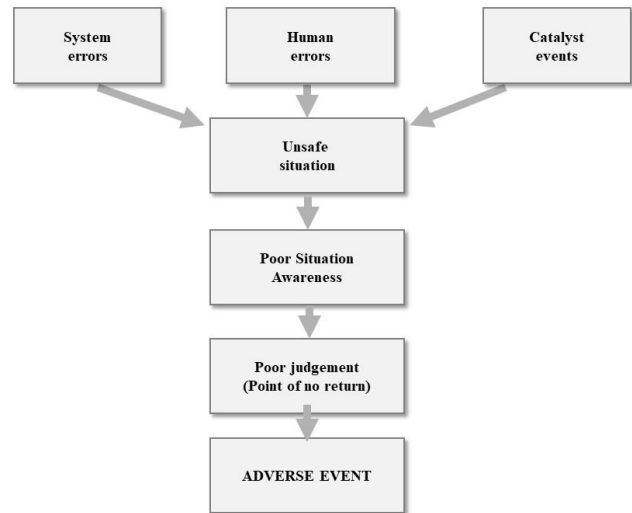 System
errors
Human
errors
Catalyst
events
Unsafe
situation
Poor Situation
Awareness
Poor judgement
(Point of no return)
ADVERSE EVENT